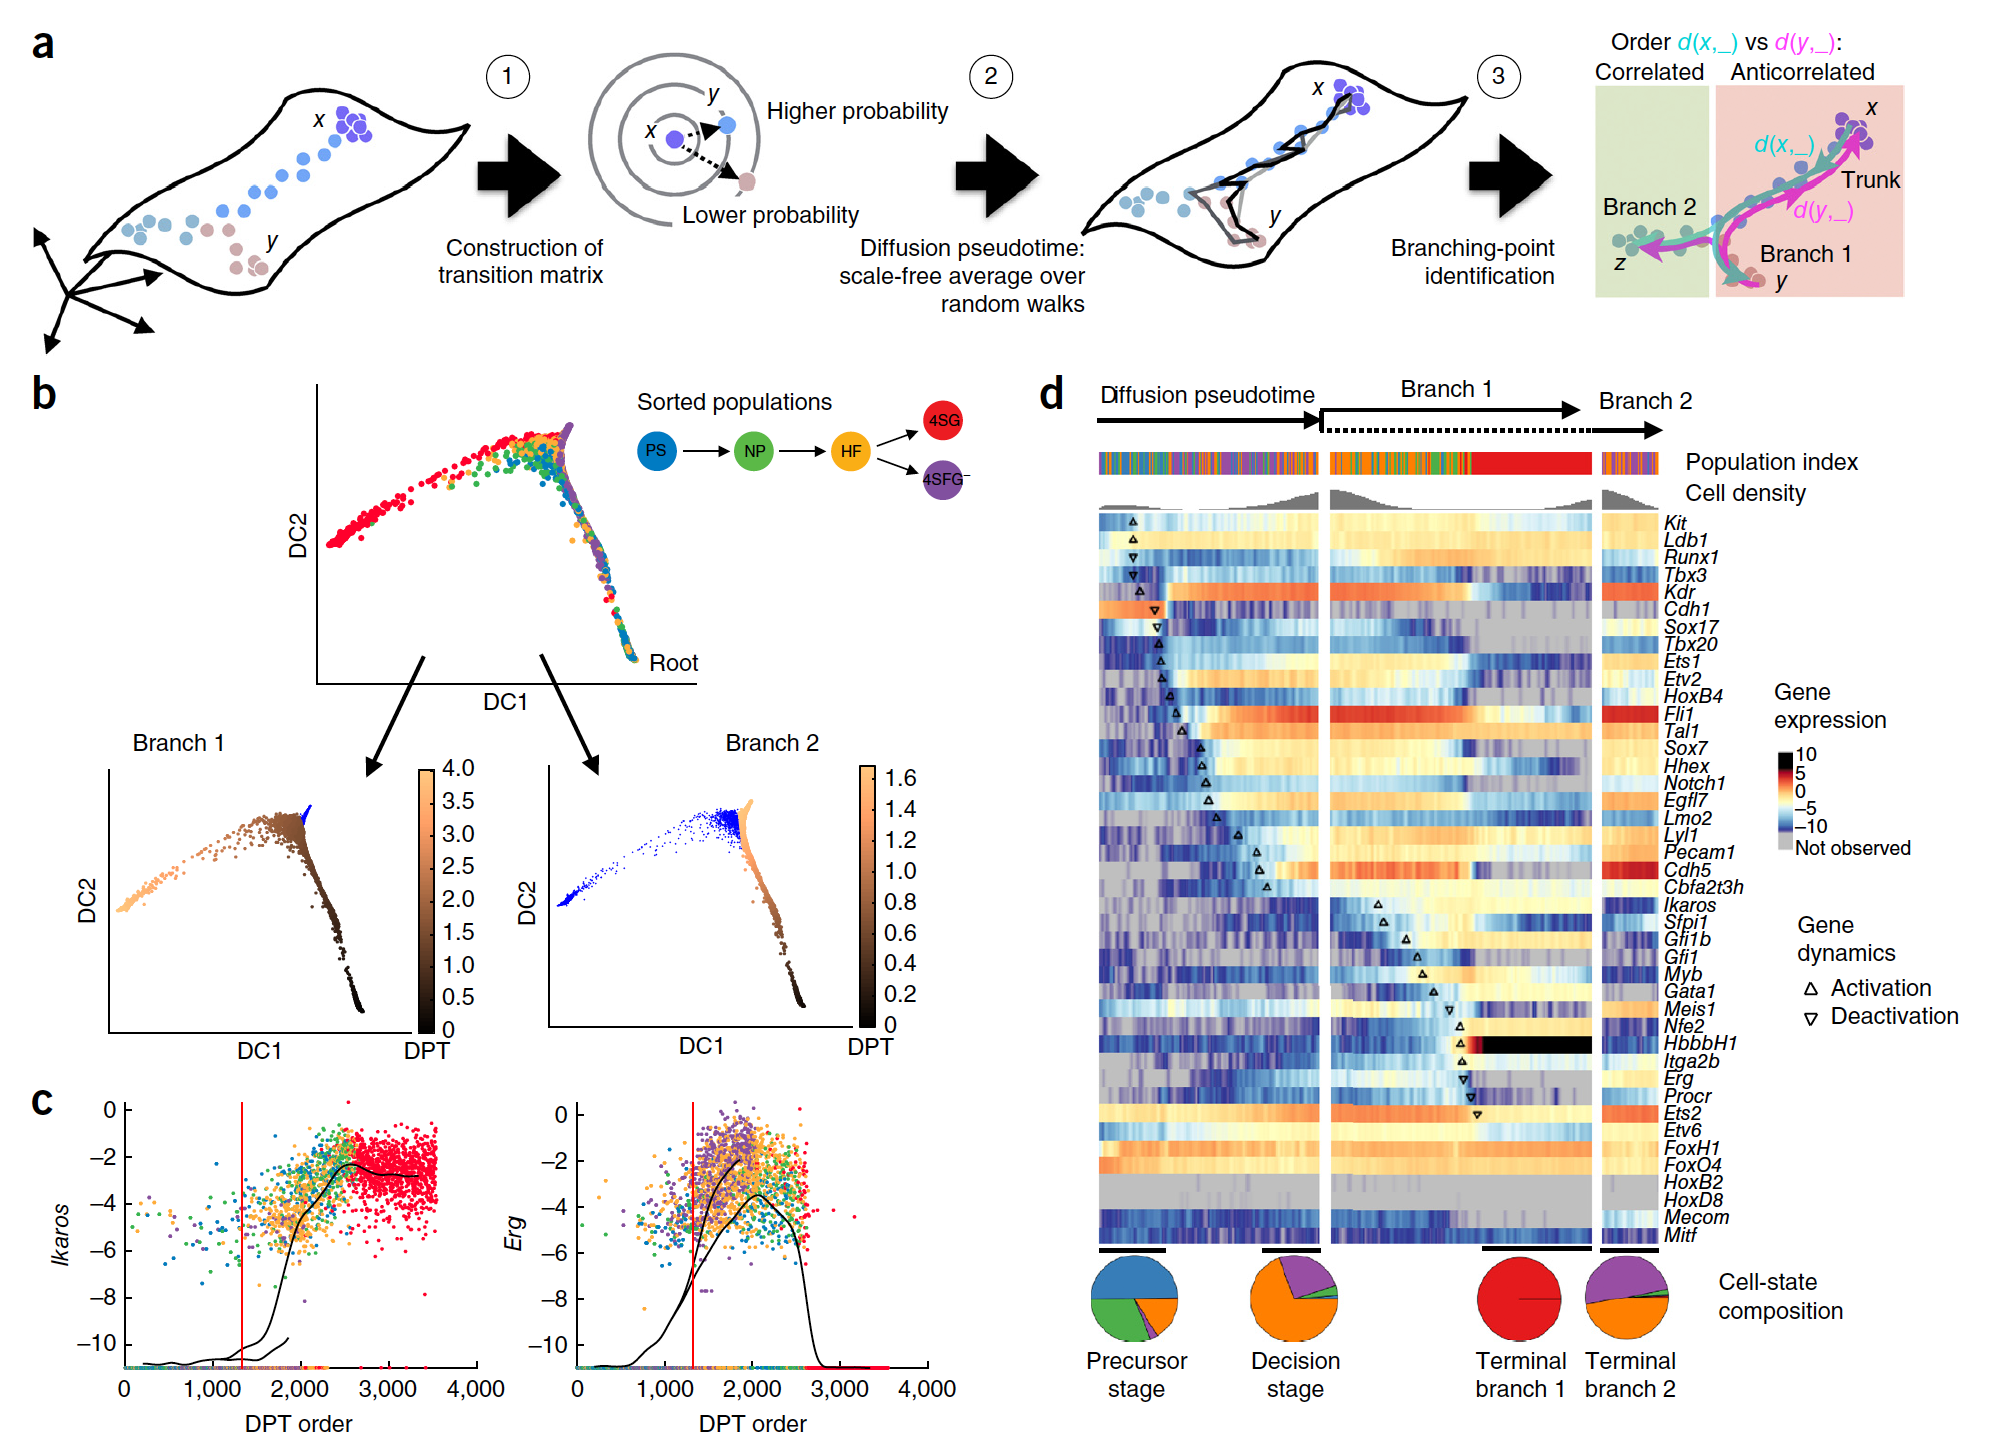 a
x
y
1
Construction of
transition matrix
x
y
Higher probability
Lower probability
2
Diffusion pseudotime:
scale-free average over
random walks
x
y
3
Branching-point
identification
Order d(x,_) vs d(y,_):
Correlated
Anticorrelated
x
d(x,_)
Trunk
d(y,_)
Branch 2
z
Branch 1
y
b
DC2
DC1
Root
Sorted populations
PS
NP
HF
4SG
4SFG–
Branch 1
DC2
DC1
4.0
3.5
3.0
2.5
2.0
1.5
1.0
0.5
0
DPT
Branch 2
DC2
DC1
1.6
1.4
1.2
1.0
0.8
0.6
0.4
0.2
0
DPT
c
Ikaros
0
–2
–4
–6
–8
–10
0
1,000
2,000
3,000
4,000
DPT order
Erg
0
–2
–4
–6
–8
–10
0
1,000
2,000
3,000
4,000
DPT order
d
Diffusion pseudotime
Branch 1
Branch 2
Population index
Cell density
Kit
Ldb1
Runx1
Tbx3
Kdr
Cdh1
Sox17
Tbx20
Ets1
Etv2
HoxB4
Fli1
Tal1
Sox7
Hhex
Notch1
Egfl7
Lmo2
Lyl1
Pecam1
Cdh5
Cbfa2t3h
Ikaros
Sfpi1
Gfi1b
Gfi1
Myb
Gata1
Meis1
Nfe2
HbbbH1
Itga2b
Erg
Procr
Ets2
Etv6
FoxH1
FoxO4
HoxB2
HoxD8
Mecom
Mitf
Gene
expression
10
5
0
–5
–10
Not observed
Gene
dynamics
Activation
Deactivation
Cell-state
composition
Precursor
stage
Decision
stage
Terminal
branch 1
Terminal
branch 2